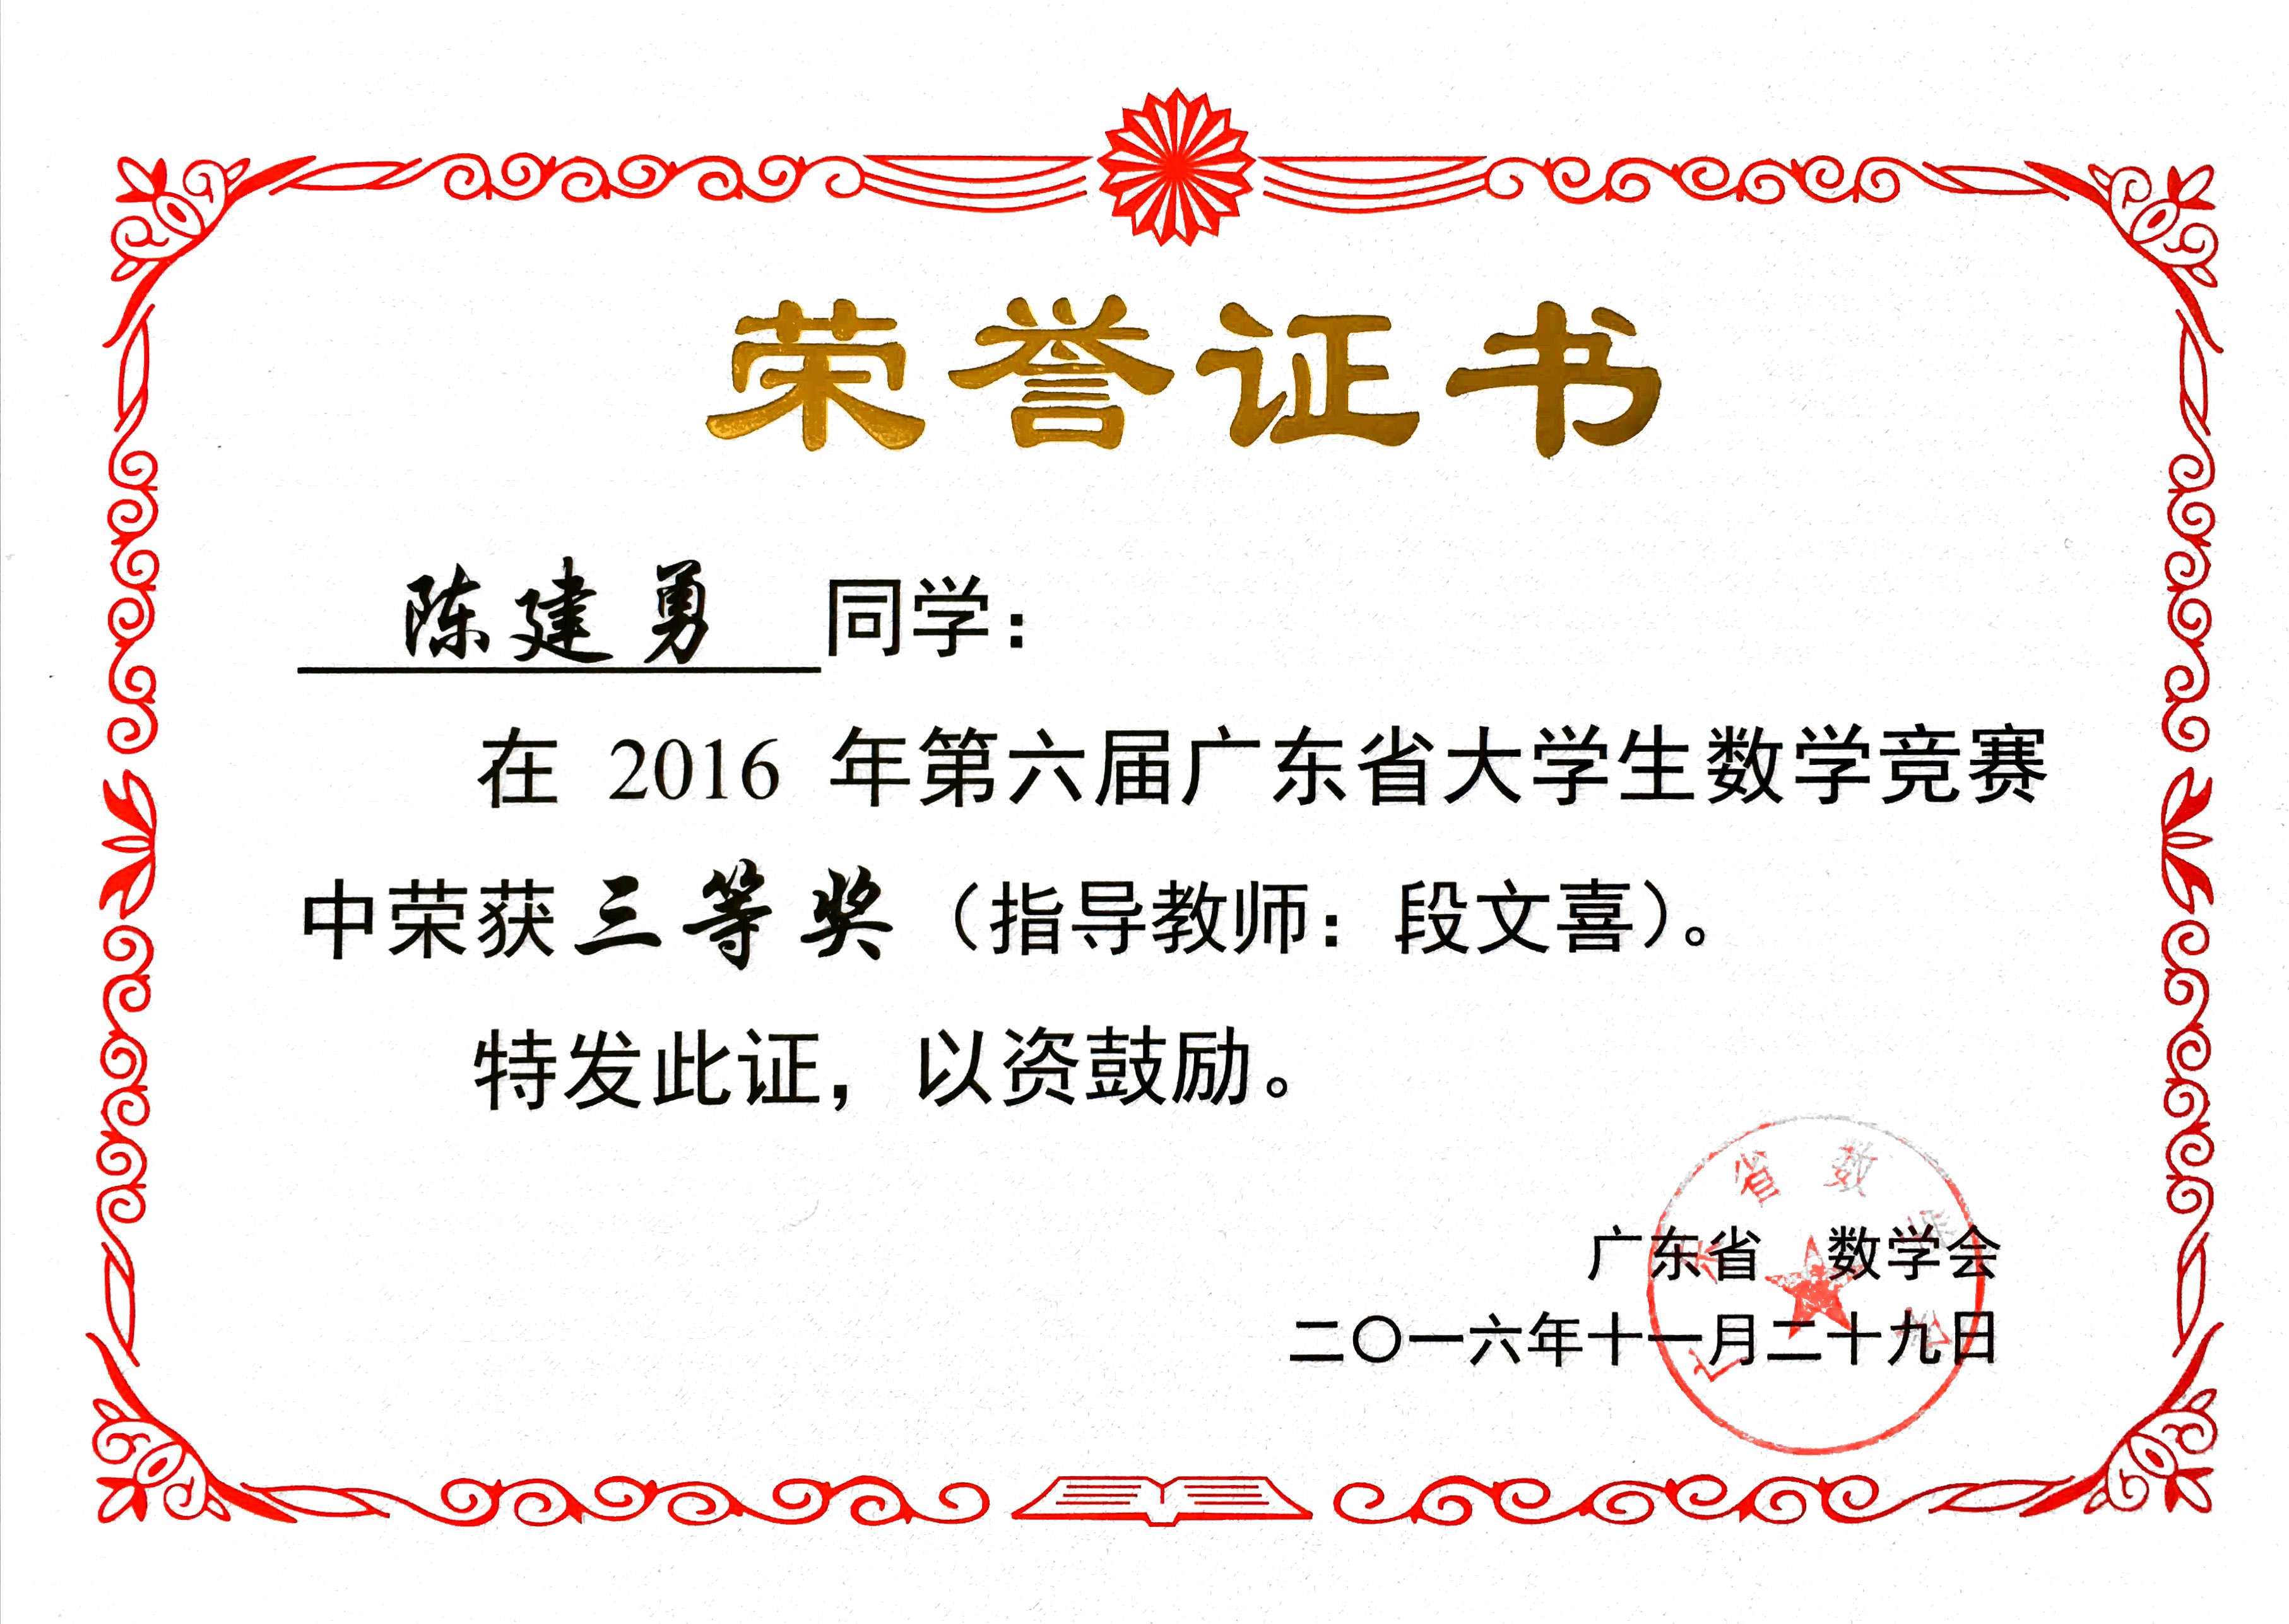 荣誉证书
陈建勇同学：
在 2016 年第六届广东省大学生数学竞赛
中荣获三等奖（指导教师：段文喜）。
特发此证，以资鼓励。
省数
广东省 数学会
二〇一六年十一月二十九日